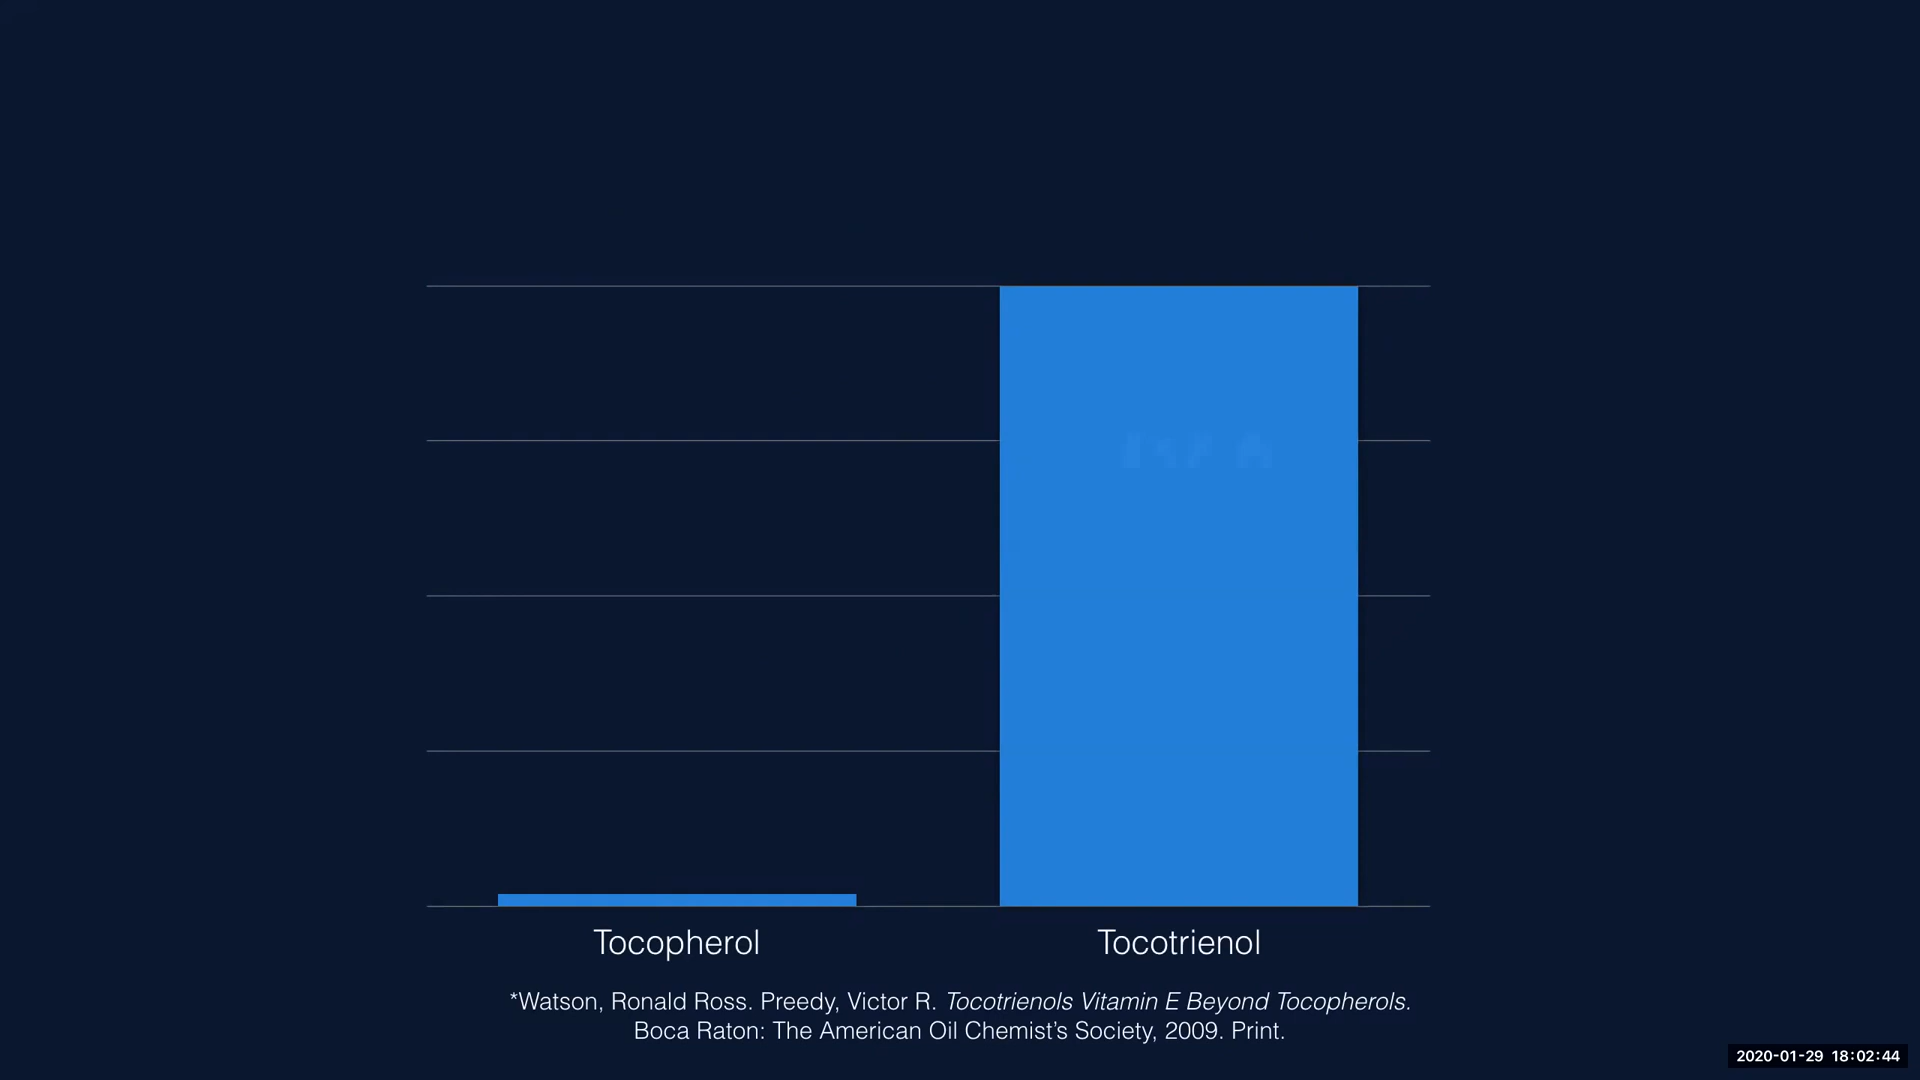 Tocopherol Tocotrienol
*Watson, Ronald Ross. Preedy, Victor R. Tocotrienols Vitamin E Beyond Tocopherols.
Boca Raton: The American Oil Chemist's Society, 2009. Print.
2020-01-29 18:02:44